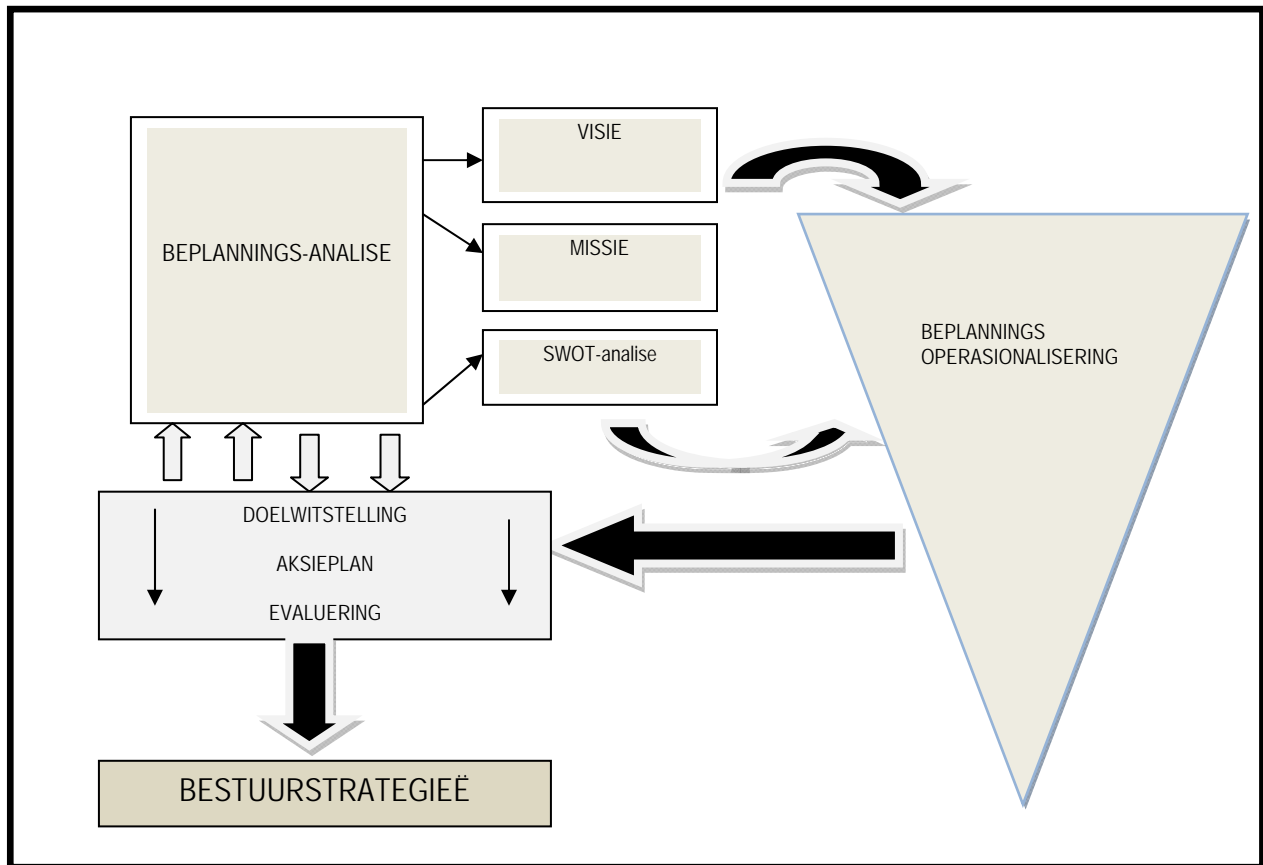 BEPLANNINGS-ANALISE
VISIE
MISSIE
SWOT-analise
BEPLANNINGS
OPERASIONALISERING
DOELWITSTELLING
AKSIEPLAN
EVALUERING
BESTUURSTRATEGIEË